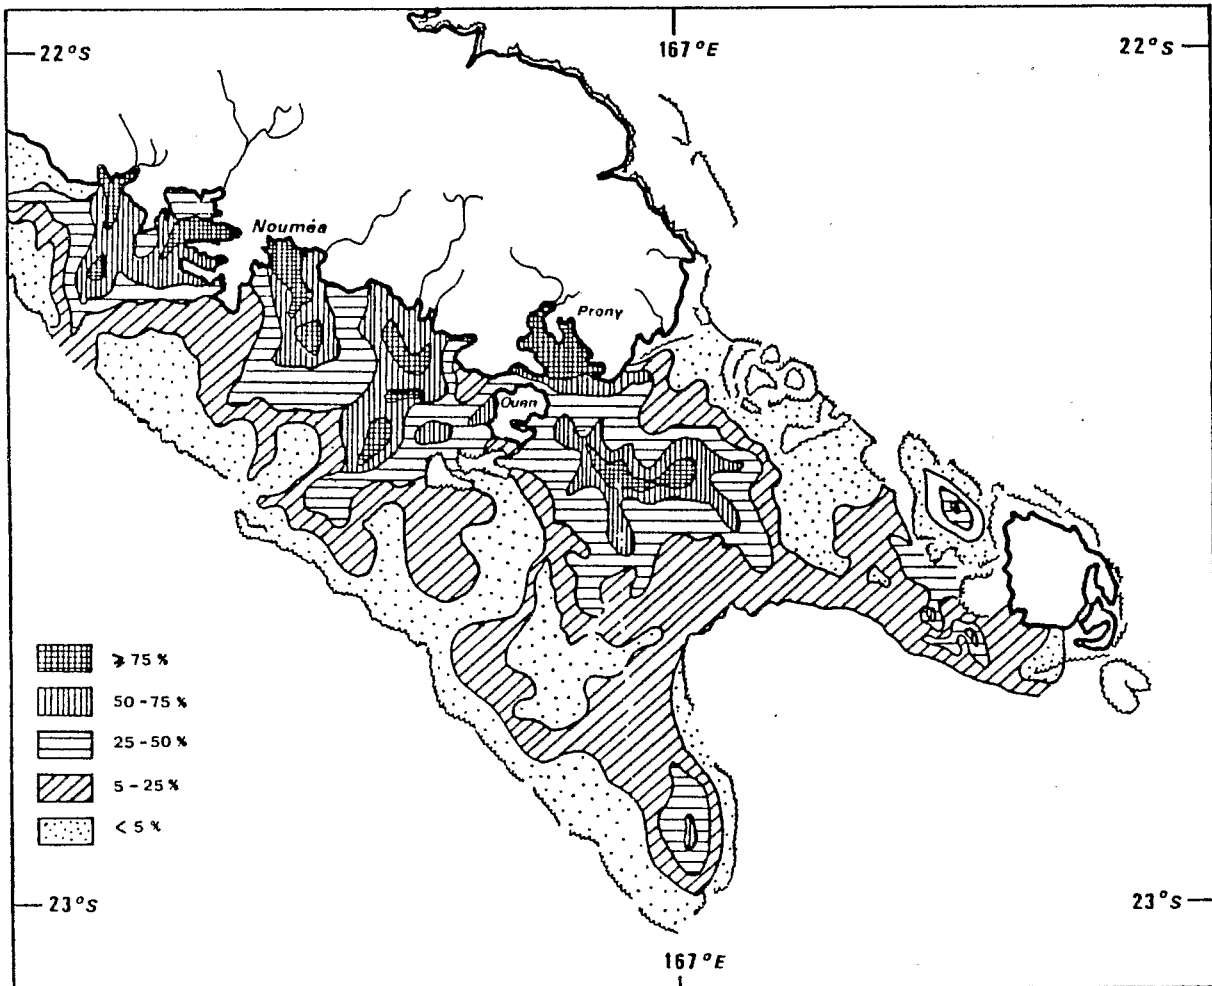 167°E
22°S
22°S
Nouméa
Prony
Ouen
⩾ 75 %
50 - 75 %
25 - 50 %
5 - 25 %
< 5 %
23°S
23°S
167°E